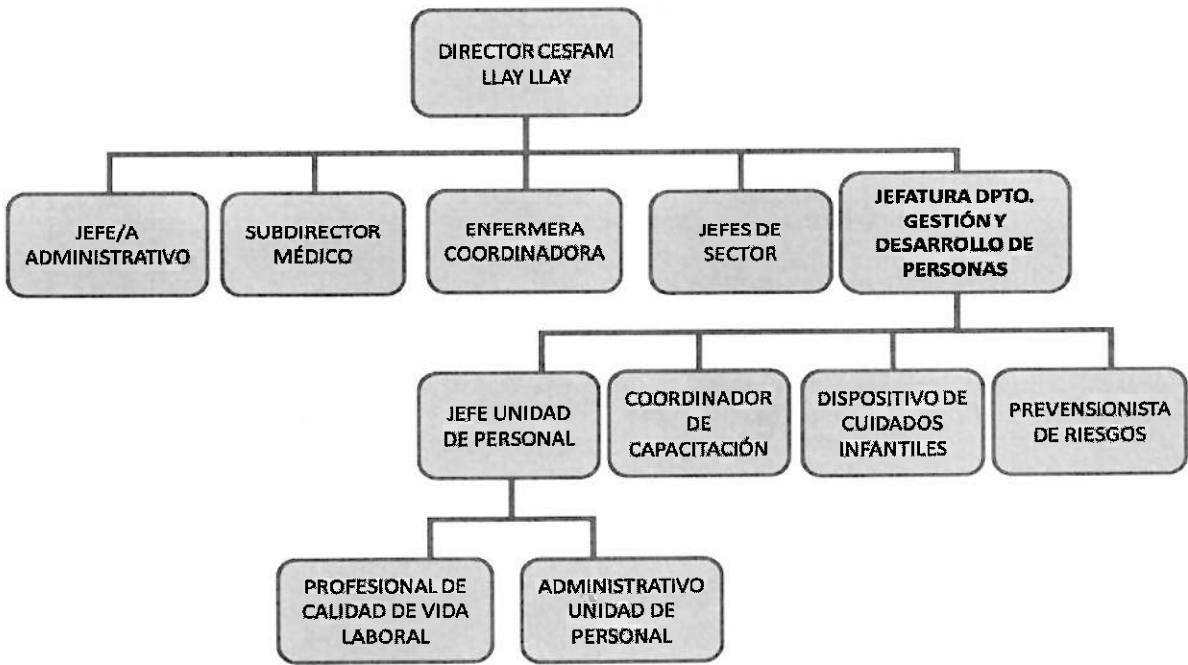 DIRECTOR CESFAM
LLAY LLAY
JEFE/A
ADMINISTRATIVO
SUBDIRECTOR
MÉDICO
ENFERMERA
COORDINADORA
JEFES DE
SECTOR
JEFATURA DPTO.
GESTIÓN Y
DESARROLLO DE
PERSONAS
JEFE UNIDAD
DE PERSONAL
COORDINADOR
DE
CAPACITACIÓN
DISPOSITIVO DE
CUIDADOS
INFANTILES
PREVENSIONISTA
DE RIESGOS
PROFESIONAL DE
CALIDAD DE VIDA
LABORAL
ADMINISTRATIVO
UNIDAD DE
PERSONAL